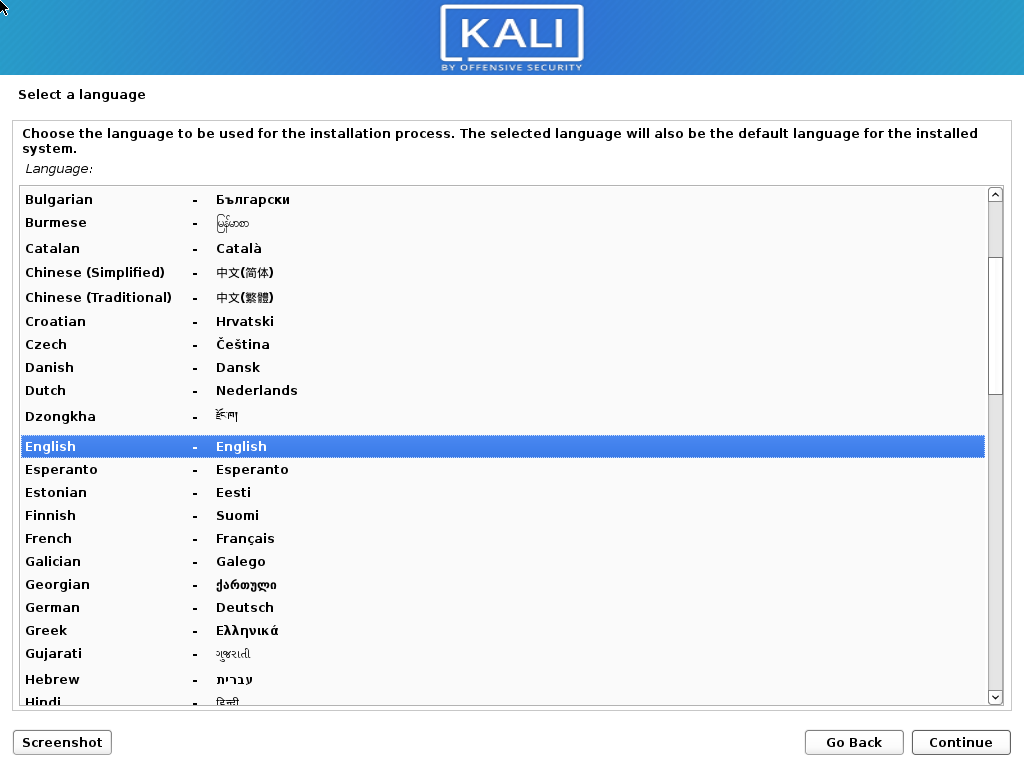 KALI
BY OFFENSIVE SECURITY
Select a language
Choose the language to be used for the installation process. The selected language will also be the default language for the installed
system.
Language:
Bulgarian - Български
Burmese - မြန်မာစာ
Catalan - Català
Chinese (Simplified) - 中文(简体)
Chinese (Traditional) - 中文(繁體)
Croatian - Hrvatski
Czech - Čeština
Danish - Dansk
Dutch - Nederlands
Dzongkha - རྫོང་ཁ།
English - English
Esperanto - Esperanto
Estonian - Eesti
Finnish - Suomi
French - Français
Galician - Galego
Georgian - ქართული
German - Deutsch
Greek - Ελληνικά
Gujarati - ગુજરાતી
Hebrew - עברית
Hindi - हिन्दी
Screenshot
Go Back
Continue